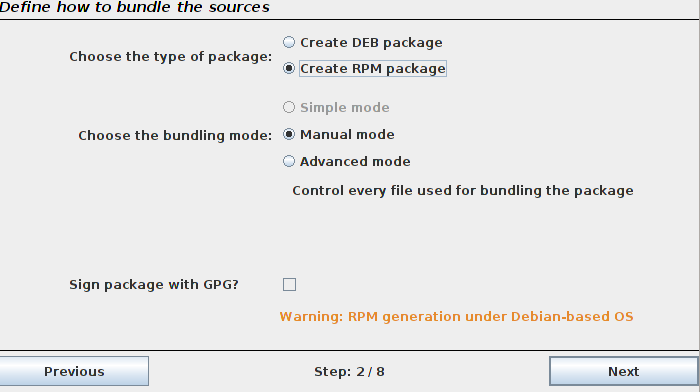 Define how to bundle the sources
Choose the type of package:
Create DEB package
Create RPM package
Choose the bundling mode:
Simple mode
Manual mode
Advanced mode
Control every file used for bundling the package
Sign package with GPG?
Warning: RPM generation under Debian-based OS
Previous
Step: 2 / 8
Next